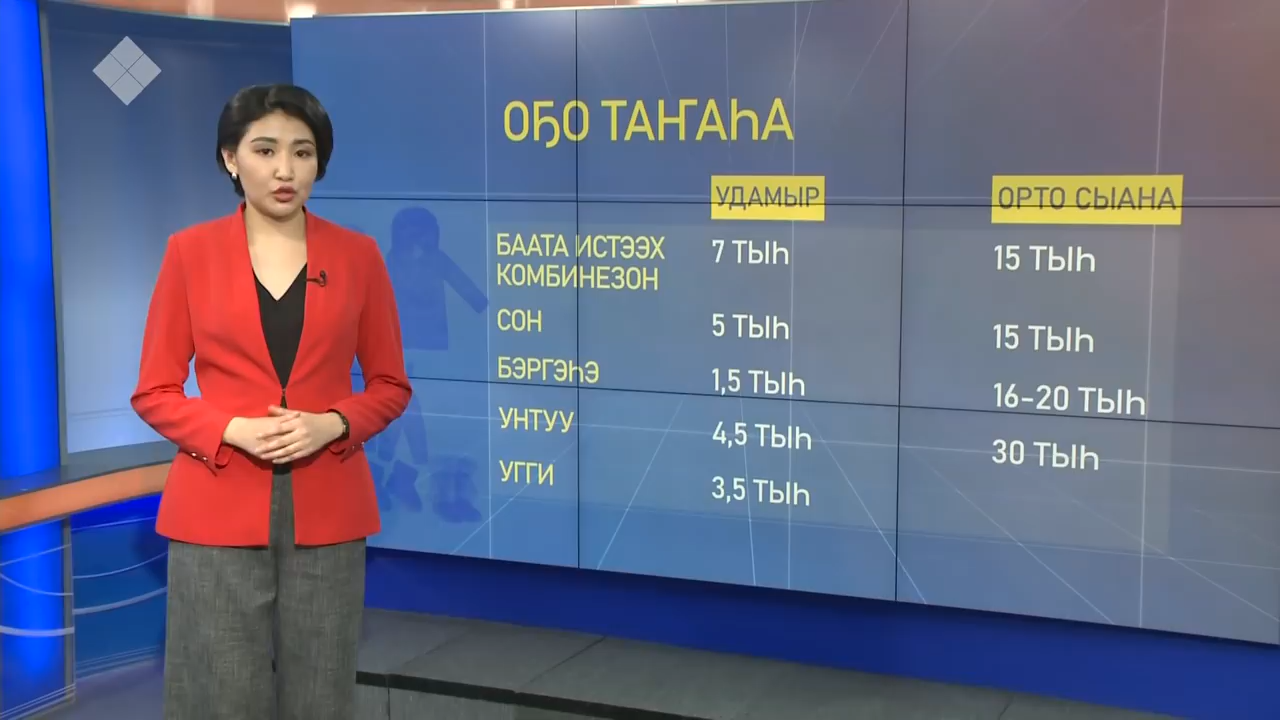 ОҔО ТАҤАҺА
УДАМЫР
ОРТО СЫАНА
БААТА ИСТЭЭХ
КОМБИНЕЗОН
7 ТЫҺ
15 ТЫҺ
СОН
5 ТЫҺ
15 ТЫҺ
БЭРГЭҺЭ
1,5 ТЫҺ
16-20 ТЫҺ
УНТУУ
4,5 ТЫҺ
30 ТЫҺ
УГГИ
3,5 ТЫҺ